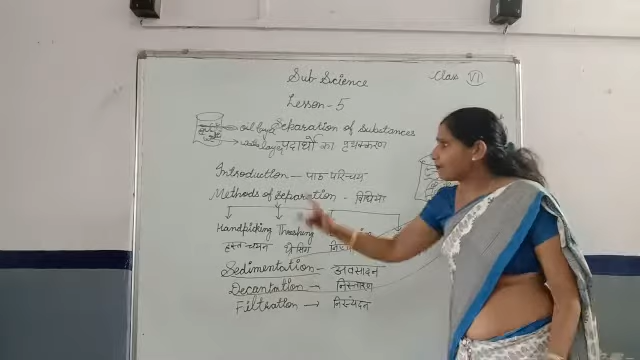 Sub Science
Class VI
Lesson-5
oil layer Separation of Substances
पदार्थों का पृथक्करण
Introduction - पाठ परिचय
Methods of Separation - विधियां
Handpicking Threshing
हस्त चयन थ्रेसिंग
Sedimentation - अवसादन
Decantation → निस्तारण
Filtration → निस्यंदन